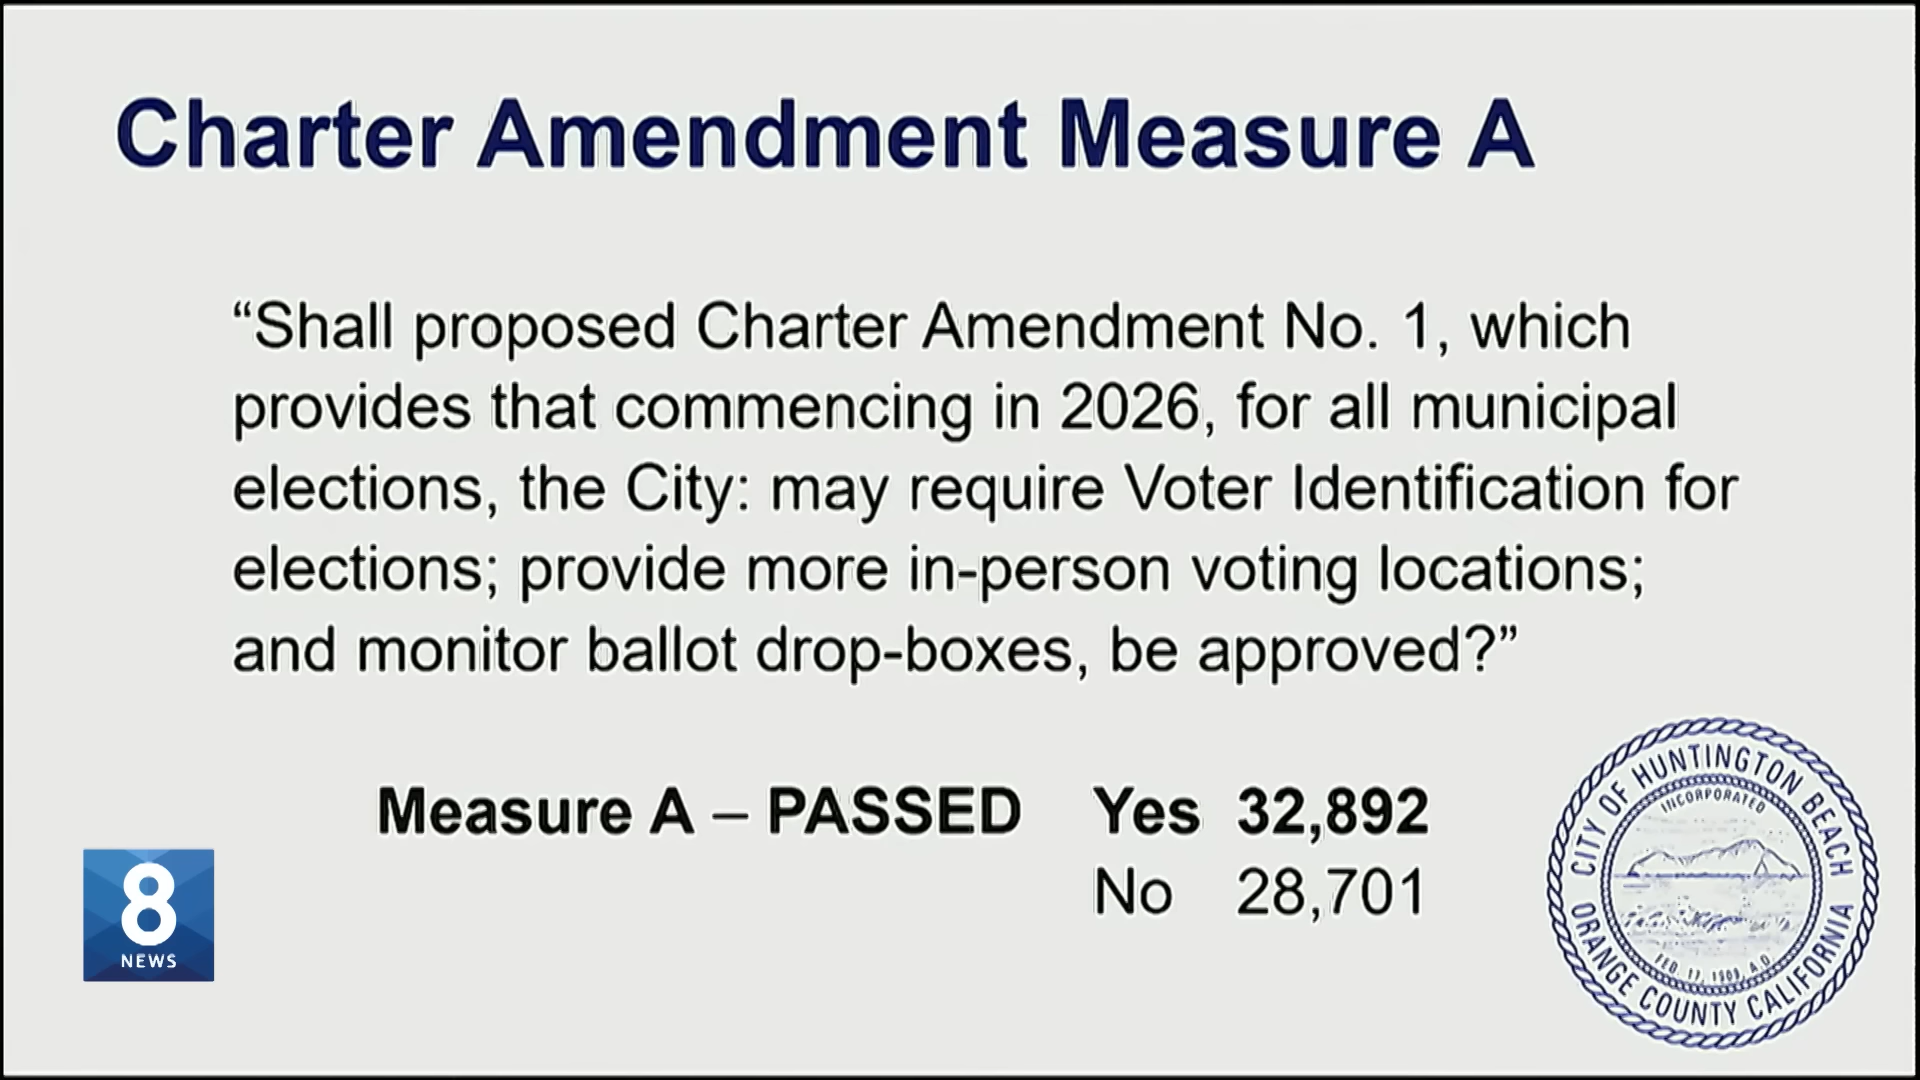 Charter Amendment Measure A
“Shall proposed Charter Amendment No. 1, which
provides that commencing in 2026, for all municipal
elections, the City: may require Voter Identification for
elections; provide more in-person voting locations;
and monitor ballot drop-boxes, be approved?”
Measure A – PASSED Yes 32,892
No 28,701
8
NEWS
CITY OF HUNTINGTON BEACH
INCORPORATED
FEB. 17, 1909, A.D.
ORANGE COUNTY CALIFORNIA